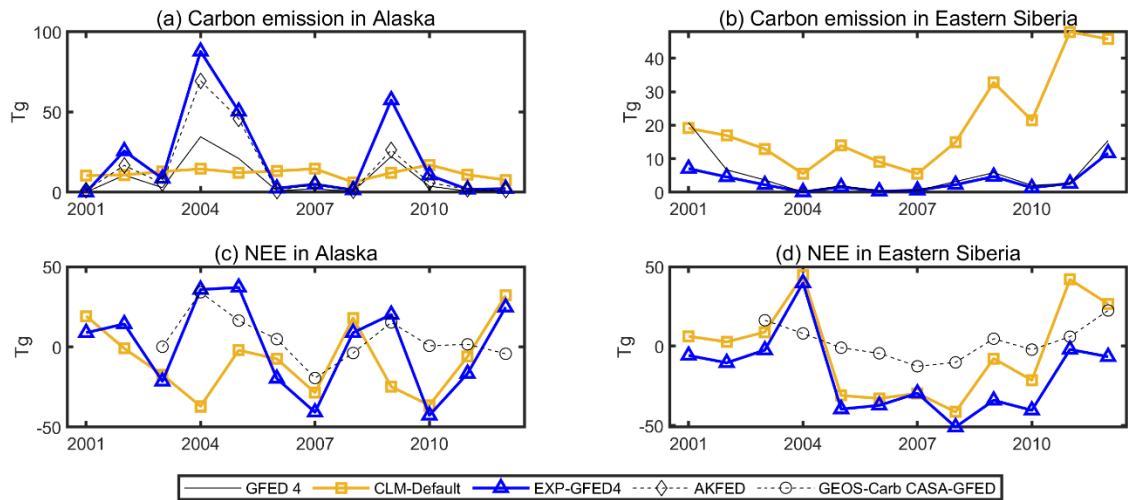 (a) Carbon emission in Alaska
100
50
0
Tg
2001 2004 2007 2010
(b) Carbon emission in Eastern Siberia
40
30
20
10
0
Tg
2001 2004 2007 2010
(c) NEE in Alaska
50
0
-50
Tg
2001 2004 2007 2010
(d) NEE in Eastern Siberia
50
0
-50
Tg
2001 2004 2007 2010
GFED 4 CLM-Default EXP-GFED4 AKFED GEOS-Carb CASA-GFED